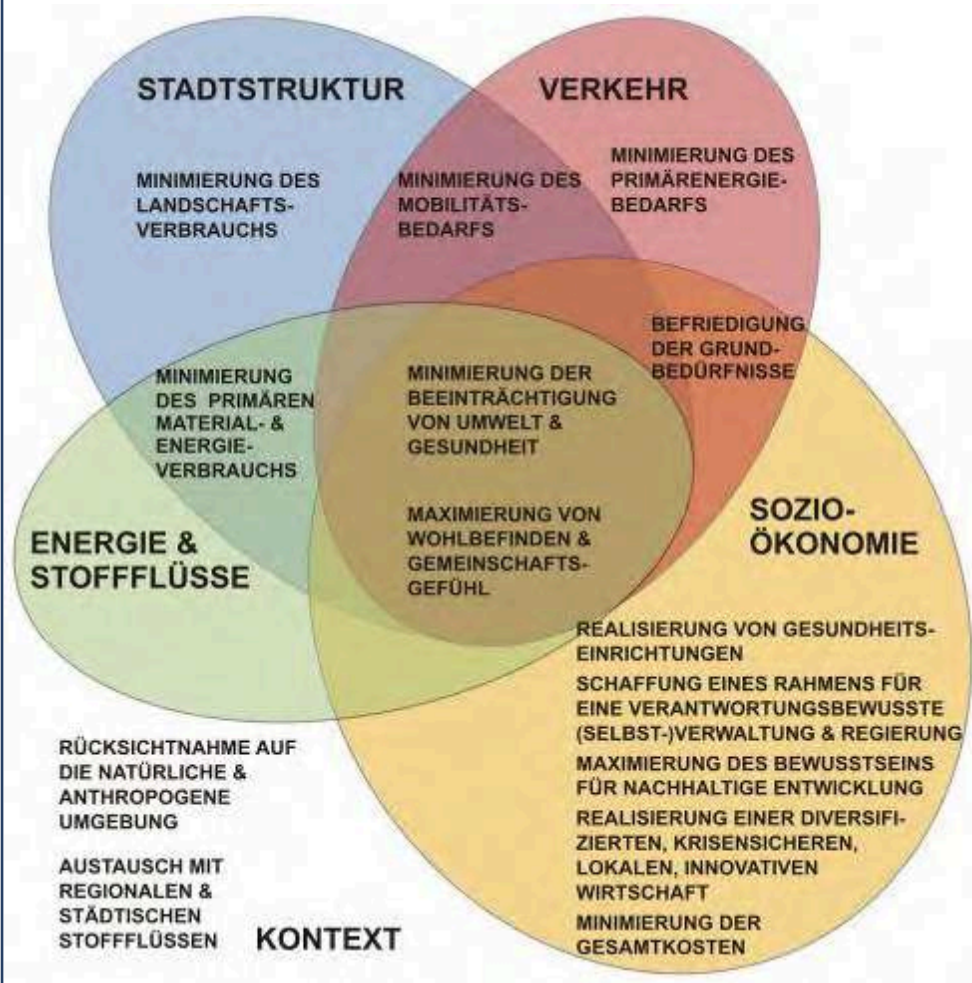 STADTSTRUKTUR
VERKEHR
MINIMIERUNG DES
LANDSCHAFTS-
VERBRAUCHS
MINIMIERUNG DES
MOBILITÄTS-
BEDARFS
MINIMIERUNG DES
PRIMÄRENERGIE-
BEDARFS
BEFRIEDIGUNG
DER GRUND-
BEDÜRFNISSE
MINIMIERUNG
DES PRIMÄREN
MATERIAL- &
ENERGIE-
VERBRAUCHS
MINIMIERUNG DER
BEEINTRÄCHTIGUNG
VON UMWELT &
GESUNDHEIT
MAXIMIERUNG VON
WOHLBEFINDEN &
GEMEINSCHAFTS-
GEFÜHL
ENERGIE &
STOFFFLÜSSE
SOZIO-
ÖKONOMIE
REALISIERUNG VON GESUNDHEITS-
EINRICHTUNGEN
SCHAFFUNG EINES RAHMENS FÜR
EINE VERANTWORTUNGSBEWUSSTE
(SELBST-)VERWALTUNG & REGIERUNG
MAXIMIERUNG DES BEWUSSTSEINS
FÜR NACHHALTIGE ENTWICKLUNG
REALISIERUNG EINER DIVERSIFI-
ZIERTEN, KRISENSICHEREN,
LOKALEN, INNOVATIVEN
WIRTSCHAFT
MINIMIERUNG DER
GESAMTKOSTEN
RÜCKSICHTNAHME AUF
DIE NATÜRLICHE &
ANTHROPOGENE
UMGEBUNG
AUSTAUSCH MIT
REGIONALEN &
STÄDTISCHEN
STOFFFLÜSSEN
KONTEXT